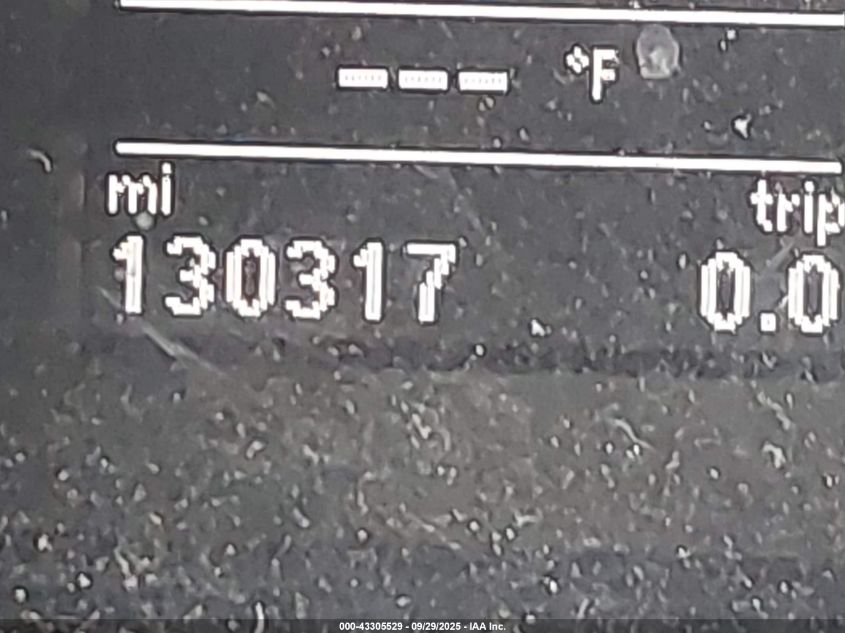 --- °F
mi trip
130317 0.0
000-43305529 - 09/29/2025 - IAA Inc.